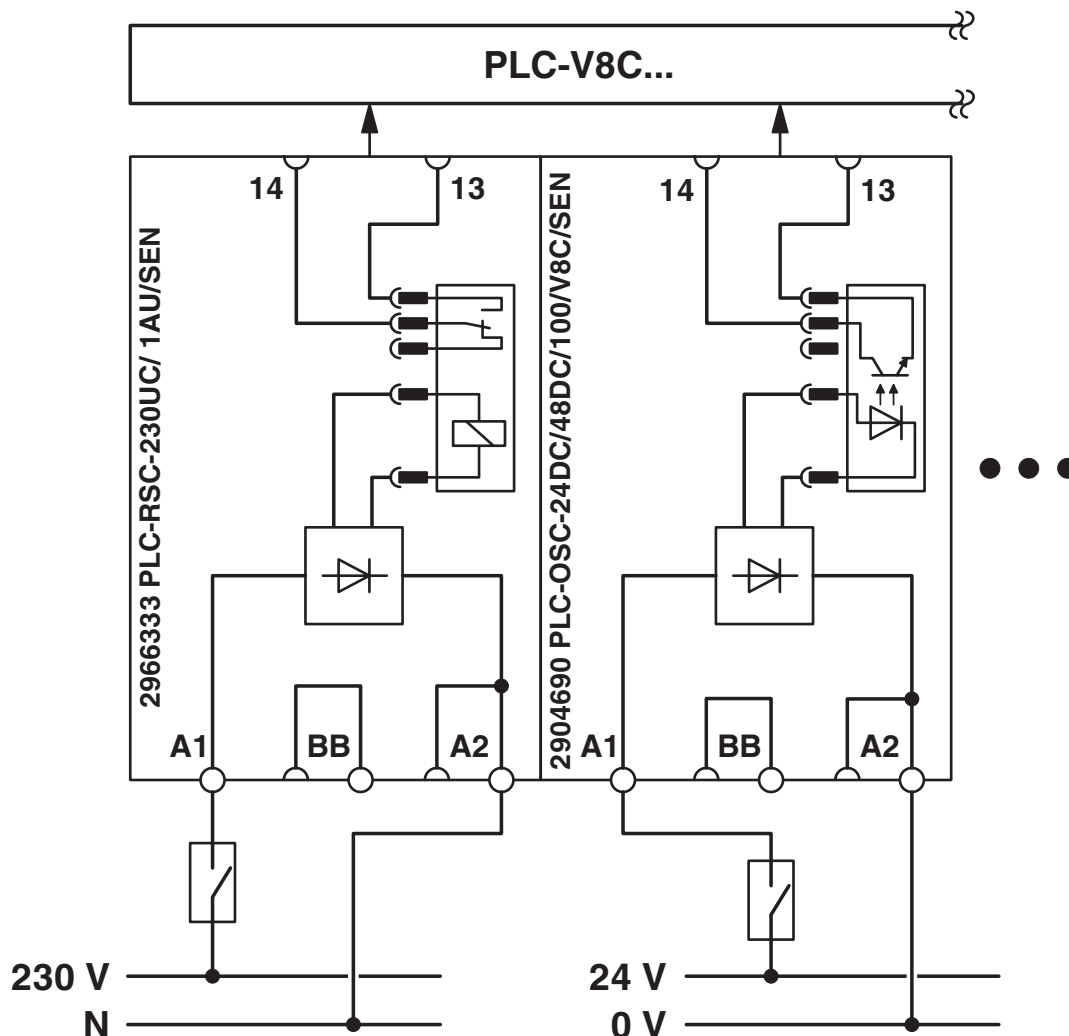 PLC-V8C...
14
13
14
13
2966333 PLC-RSC-230UC/ 1AU/SEN
2904690 PLC-OSC-24DC/48DC/100/V8C/SEN
A1
BB
A2
A1
BB
A2
230 V
24 V
N
0 V